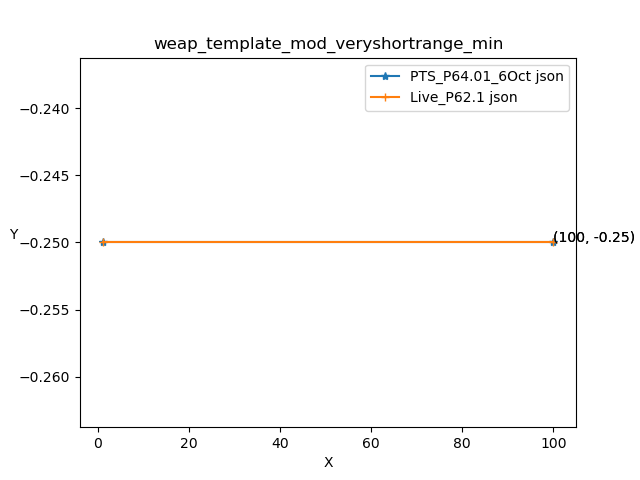 weap_template_mod_veryshortrange_min
PTS_P64.01_6Oct json
Live_P62.1 json
−0.240
−0.245
−0.250
−0.255
−0.260
Y
(100, -0.25)
0
20
40
60
80
100
X